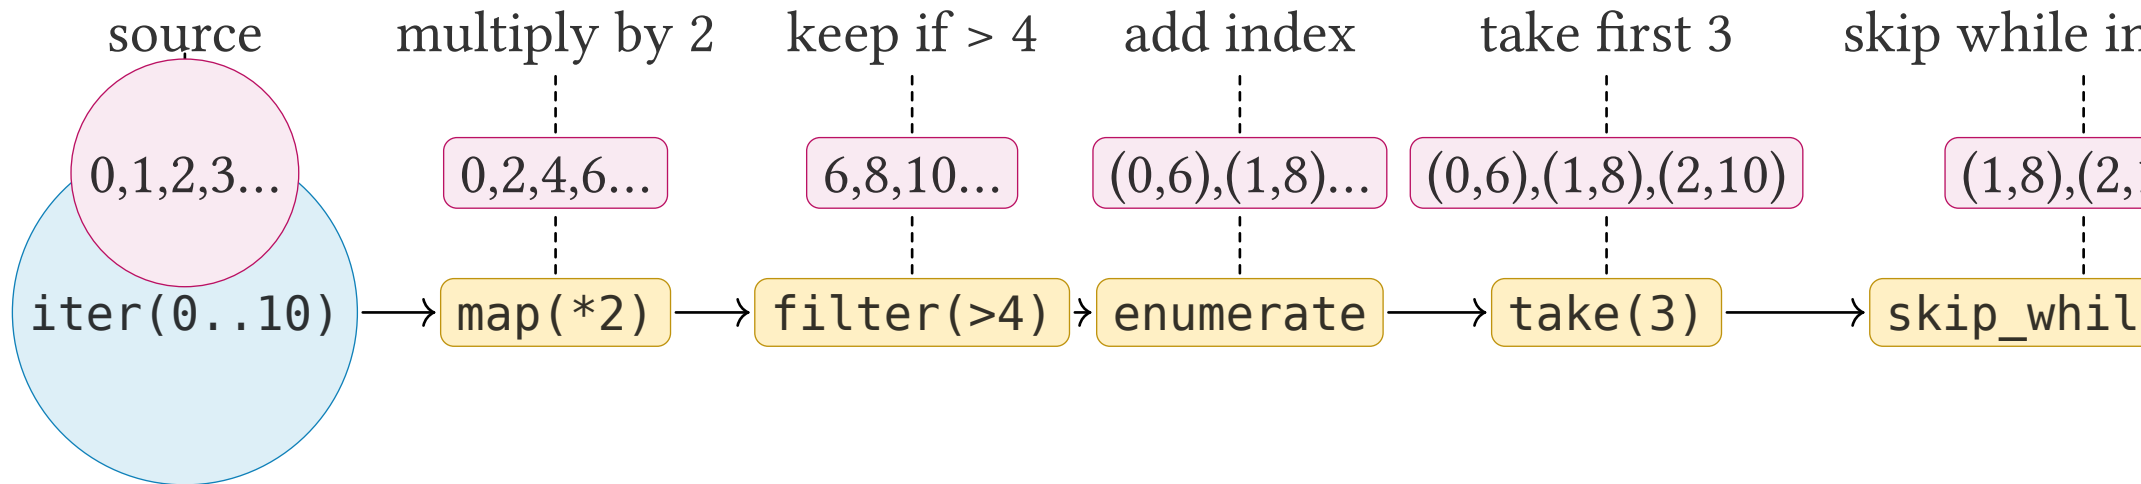 source multiply by 2 keep if > 4 add index take first 3 skip while in
0,1,2,3… 0,2,4,6… 6,8,10… (0,6),(1,8)… (0,6),(1,8),(2,10) (1,8),(2,
iter(0..10) map(*2) filter(>4) enumerate take(3) skip_whil